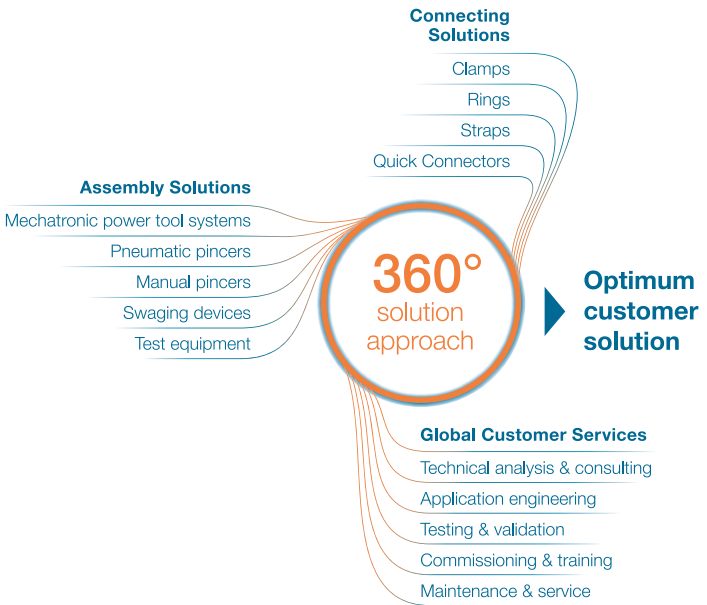 Connecting
Solutions
Clamps
Rings
Straps
Quick Connectors
Assembly Solutions
Mechatronic power tool systems
Pneumatic pincers
Manual pincers
Swaging devices
Test equipment
360°
solution
approach
Optimum
customer
solution
Global Customer Services
Technical analysis & consulting
Application engineering
Testing & validation
Commissioning & training
Maintenance & service